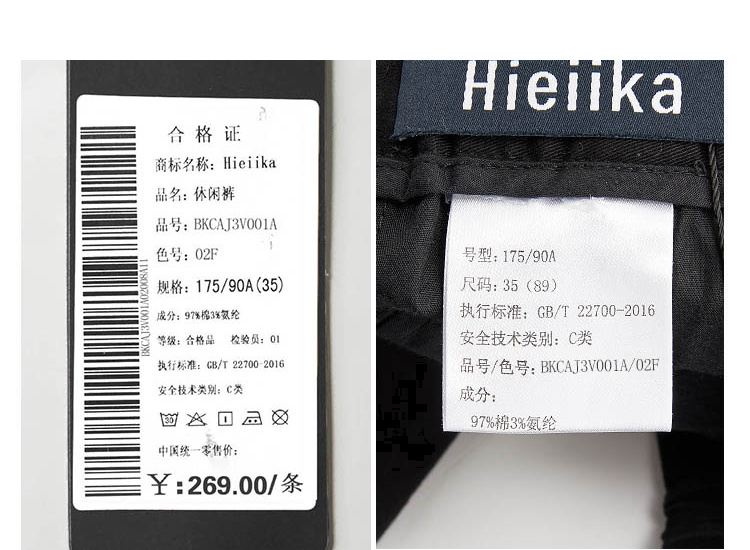 合格证
商标名称: Hieiika
品名: 休闲裤
品号: BKCAJ3V001A
色号: 02F
规格: 175/90A(35)
成分: 97%棉3%氨纶
等级: 合格品 检验员: 01
执行标准: GB/T 22700-2016
安全技术类别: C类
30
中国统一零售价:
¥:269.00/条
BKCAJ3V001A02008A11
Hieiika
号型: 175/90A
尺码: 35 (89)
执行标准: GB/T 22700-2016
安全技术类别: C类
品号/色号: BKCAJ3V001A/02F
成分:
97%棉3%氨纶